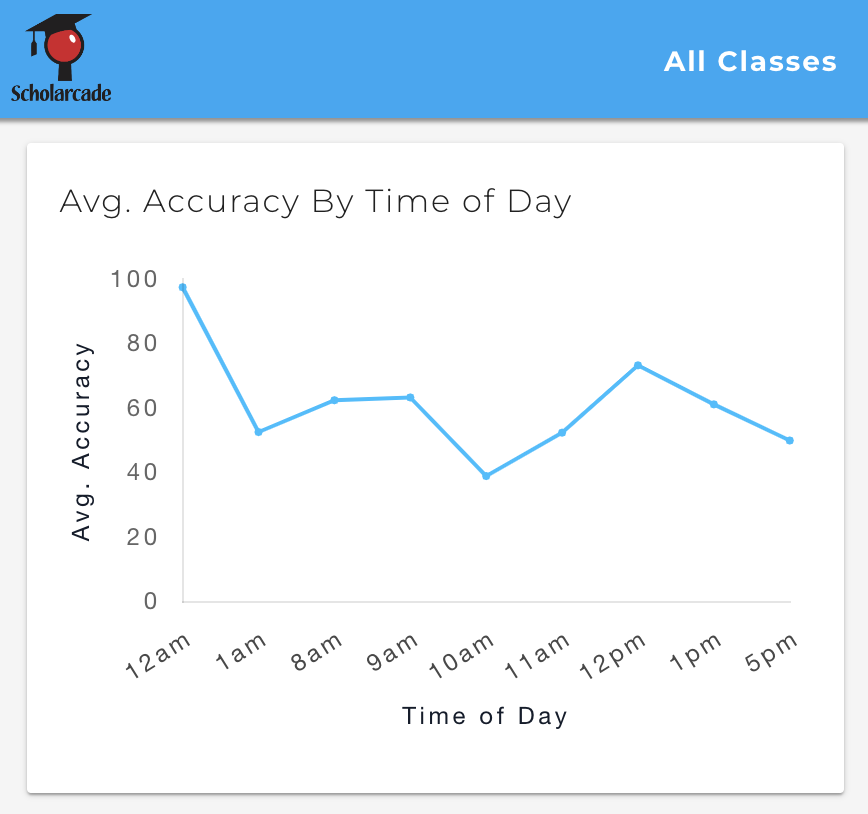 Scholarcade
All Classes
Avg. Accuracy By Time of Day
100
80
60
40
20
0
Avg. Accuracy
12am
1am
8am
9am
10am
11am
12pm
1pm
5pm
Time of Day